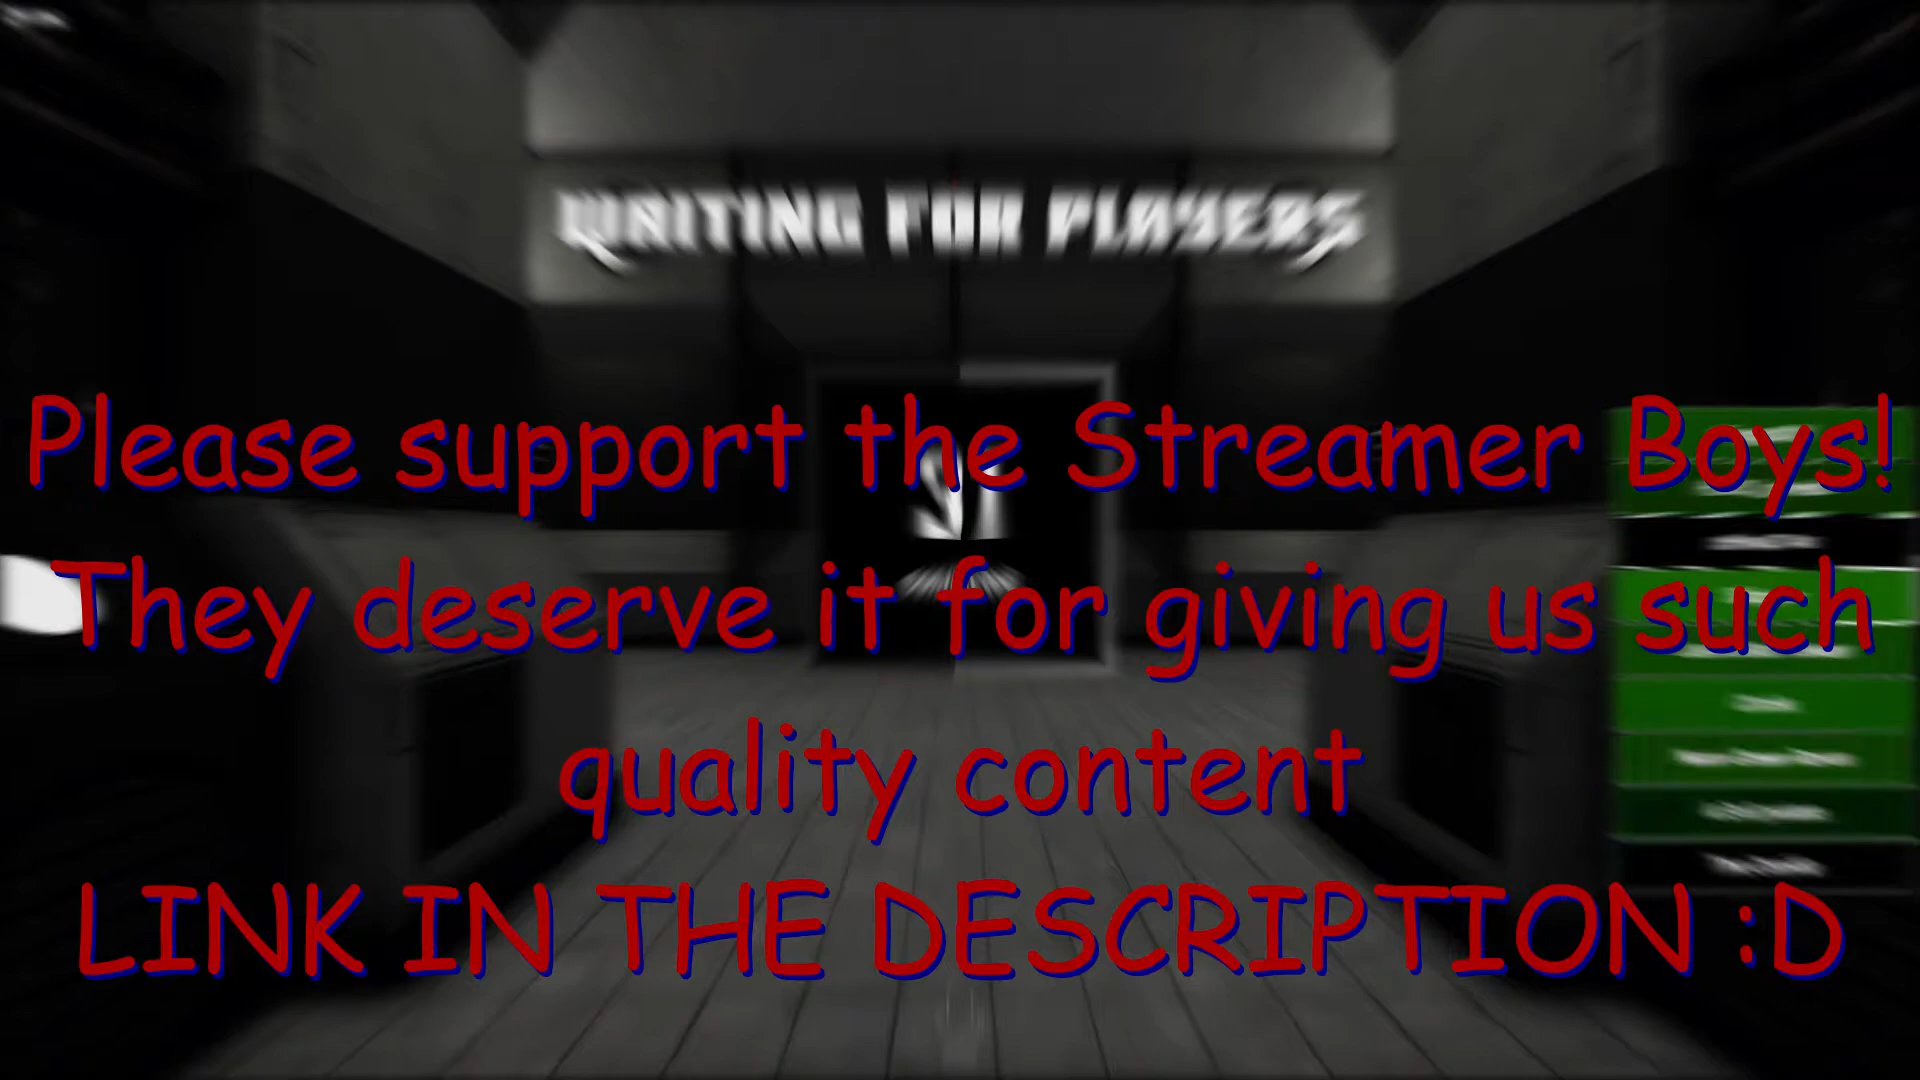 WAITING FOR PLAYERS
Please support the Streamer Boys!
They deserve it for giving us such
quality content
LINK IN THE DESCRIPTION :D